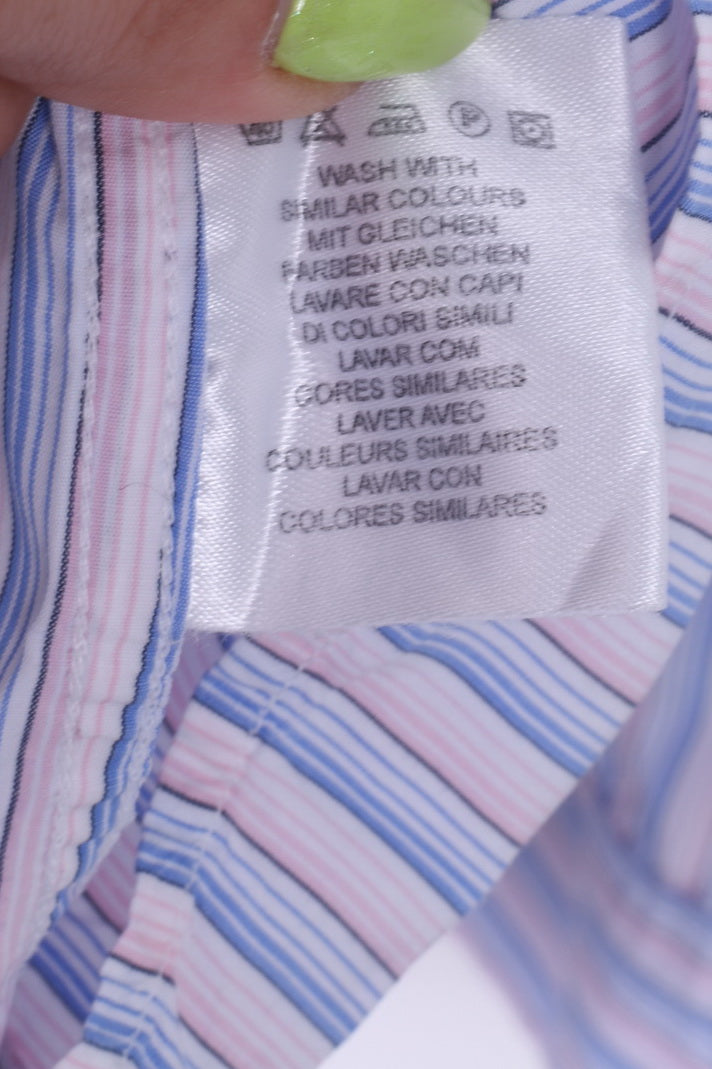 P
WASH WITH
SIMILAR COLOURS
MIT GLEICHEN
FARBEN WASCHEN
LAVARE CON CAPI
DI COLORI SIMILI
LAVAR COM
CORES SIMILARES
LAVER AVEC
COULEURS SIMILAIRES
LAVAR CON
COLORES SIMILARES